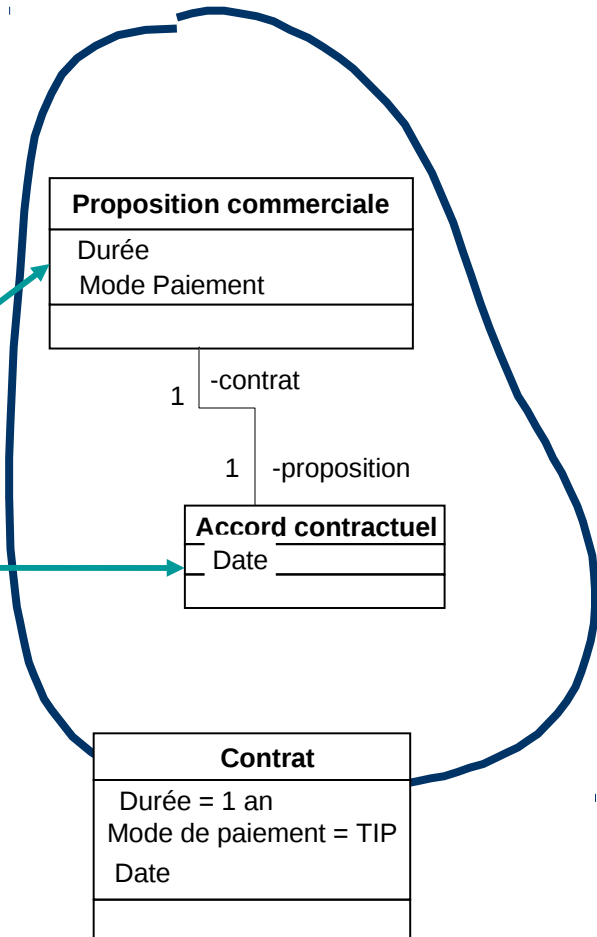 Proposition commerciale
Durée
Mode Paiement
-contrat
1
1 -proposition
Accord contractuel
Date
Contrat
Durée = 1 an
Mode de paiement = TIP
Date